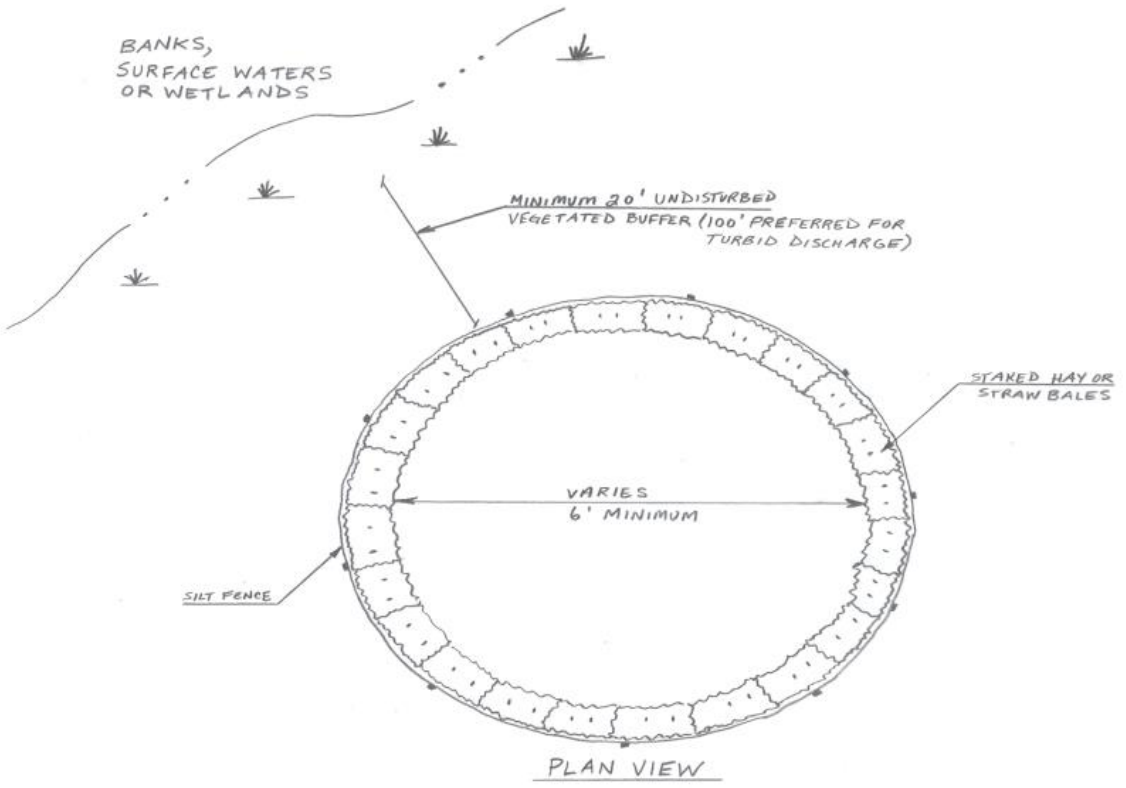 BANKS,
SURFACE WATERS
OR WETLANDS
MINIMUM 20' UNDISTURBED
VEGETATED BUFFER (100' PREFERRED FOR
TURBID DISCHARGE)
STAKED HAY OR
STRAW BALES
VARIES
6' MINIMUM
SILT FENCE
PLAN VIEW